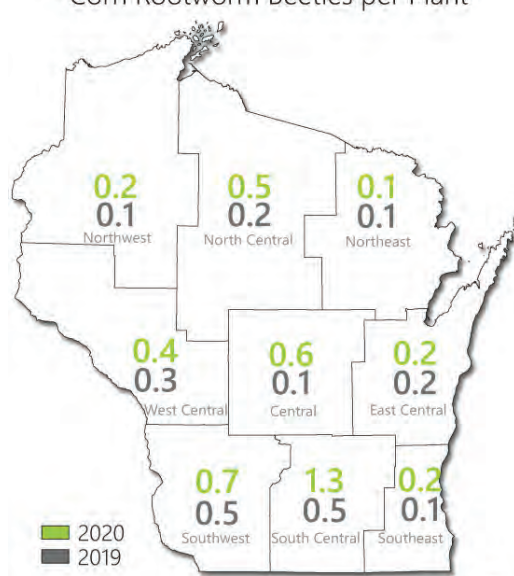 Corn Rootworm Beetles per Plant
0.2
0.1
Northwest
0.5
0.2
North Central
0.1
0.1
Northeast
0.4
0.3
West Central
0.6
0.1
Central
0.2
0.2
East Central
0.7
0.5
Southwest
1.3
0.5
South Central
0.2
0.1
Southeast
2020
2019